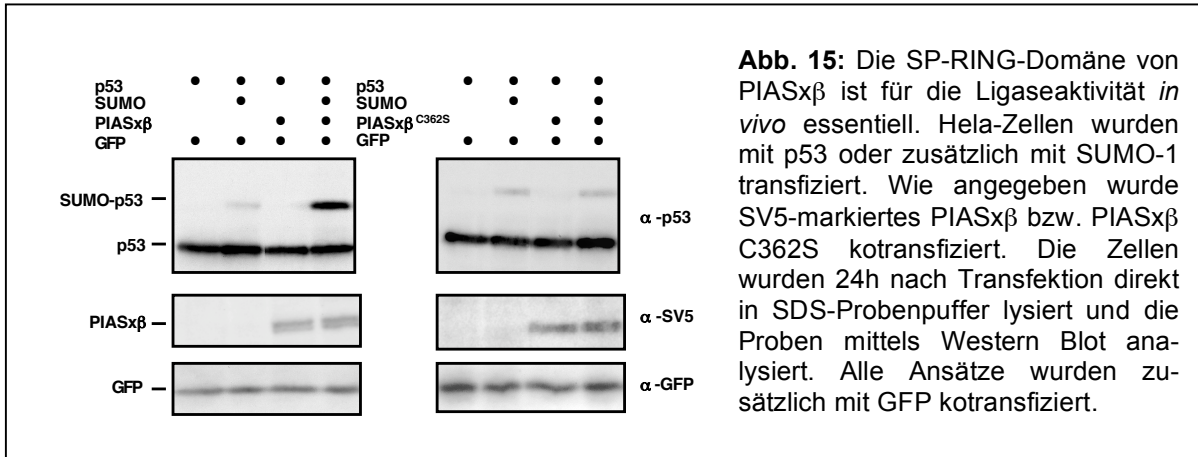 p53
SUMO
PIASxβ
GFP
p53
SUMO
PIASxβC362S
GFP
SUMO-p53
p53
PIASxβ
GFP
α-p53
α-SV5
α-GFP
Abb. 15: Die SP-RING-Domäne von
PIASxβ ist für die Ligaseaktivität in
vivo essentiell. Hela-Zellen wurden
mit p53 oder zusätzlich mit SUMO-1
transfiziert. Wie angegeben wurde
SV5-markiertes PIASxβ bzw. PIASxβ
C362S kotransfiziert. Die Zellen
wurden 24h nach Transfektion direkt
in SDS-Probenpuffer lysiert und die
Proben mittels Western Blot ana-
lysiert. Alle Ansätze wurden zu-
sätzlich mit GFP kotransfiziert.